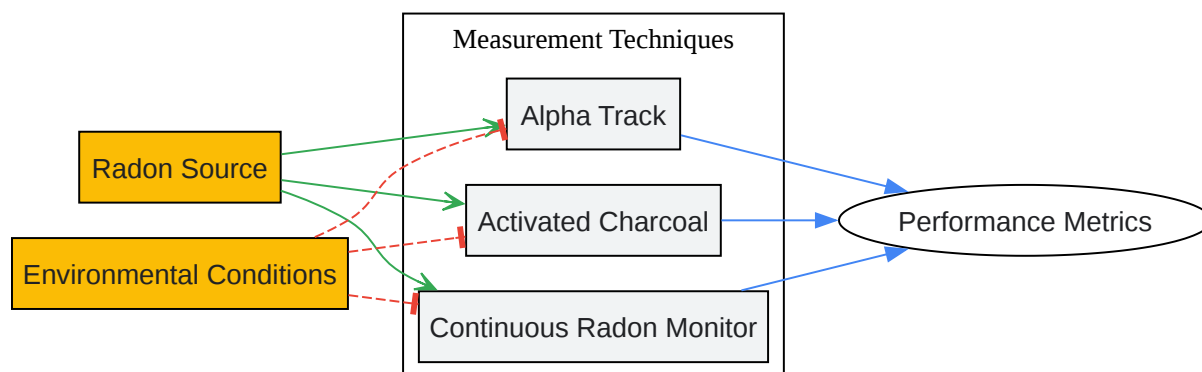 Measurement Techniques
Alpha Track
Radon Source
Activated Charcoal
Performance Metrics
Environmental Conditions
Continuous Radon Monitor